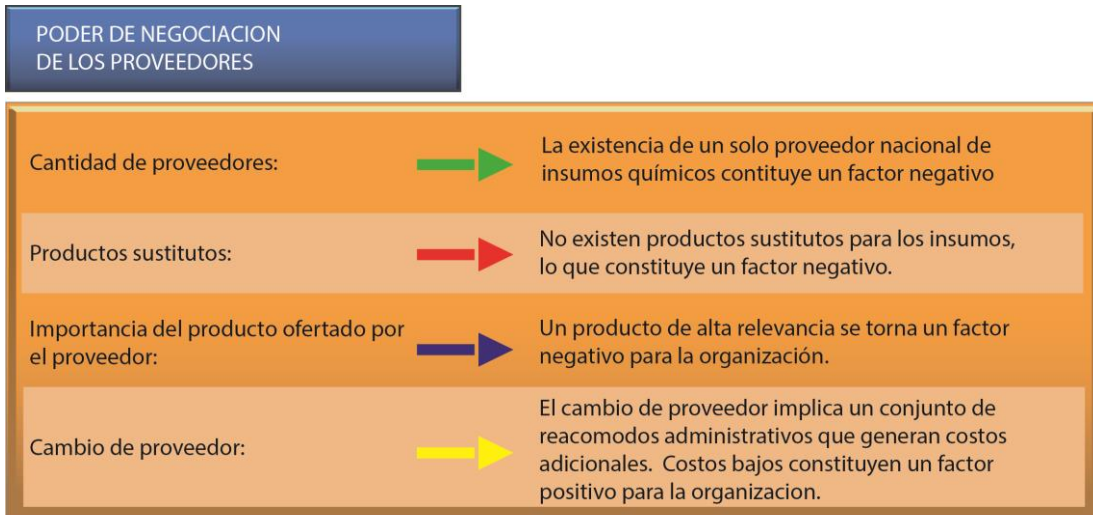 PODER DE NEGOCIACION
DE LOS PROVEEDORES
Cantidad de proveedores:
La existencia de un solo proveedor nacional de
insumos químicos contituye un factor negativo
Productos sustitutos:
No existen productos sustitutos para los insumos,
lo que constituye un factor negativo.
Importancia del producto ofertado por
el proveedor:
Un producto de alta relevancia se torna un factor
negativo para la organización.
Cambio de proveedor:
El cambio de proveedor implica un conjunto de
reacomodos administrativos que generan costos
adicionales.  Costos bajos constituyen un factor
positivo para la organizacion.